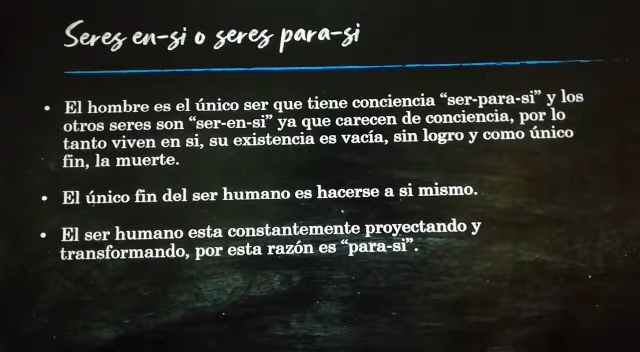 Seres en-si o seres para-si
• El hombre es el único ser que tiene conciencia “ser-para-si” y los
otros seres son “ser-en-si” ya que carecen de conciencia, por lo
tanto viven en si, su existencia es vacía, sin logro y como único
fin, la muerte.
• El único fin del ser humano es hacerse a si mismo.
• El ser humano esta constantemente proyectando y
transformando, por esta razón es “para-si”.